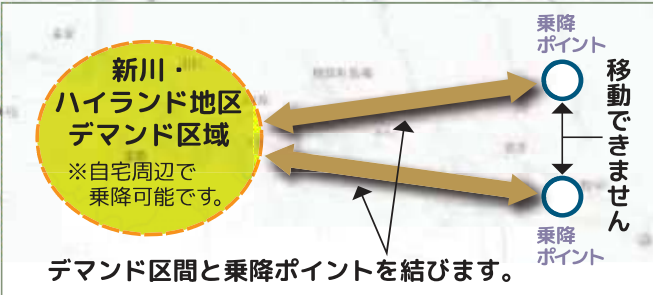 新川・
ハイランド地区
デマンド区域
※自宅周辺で
乗降可能です。
乗降
ポイント
移動できません
乗降
ポイント
デマンド区間と乗降ポイントを結びます。